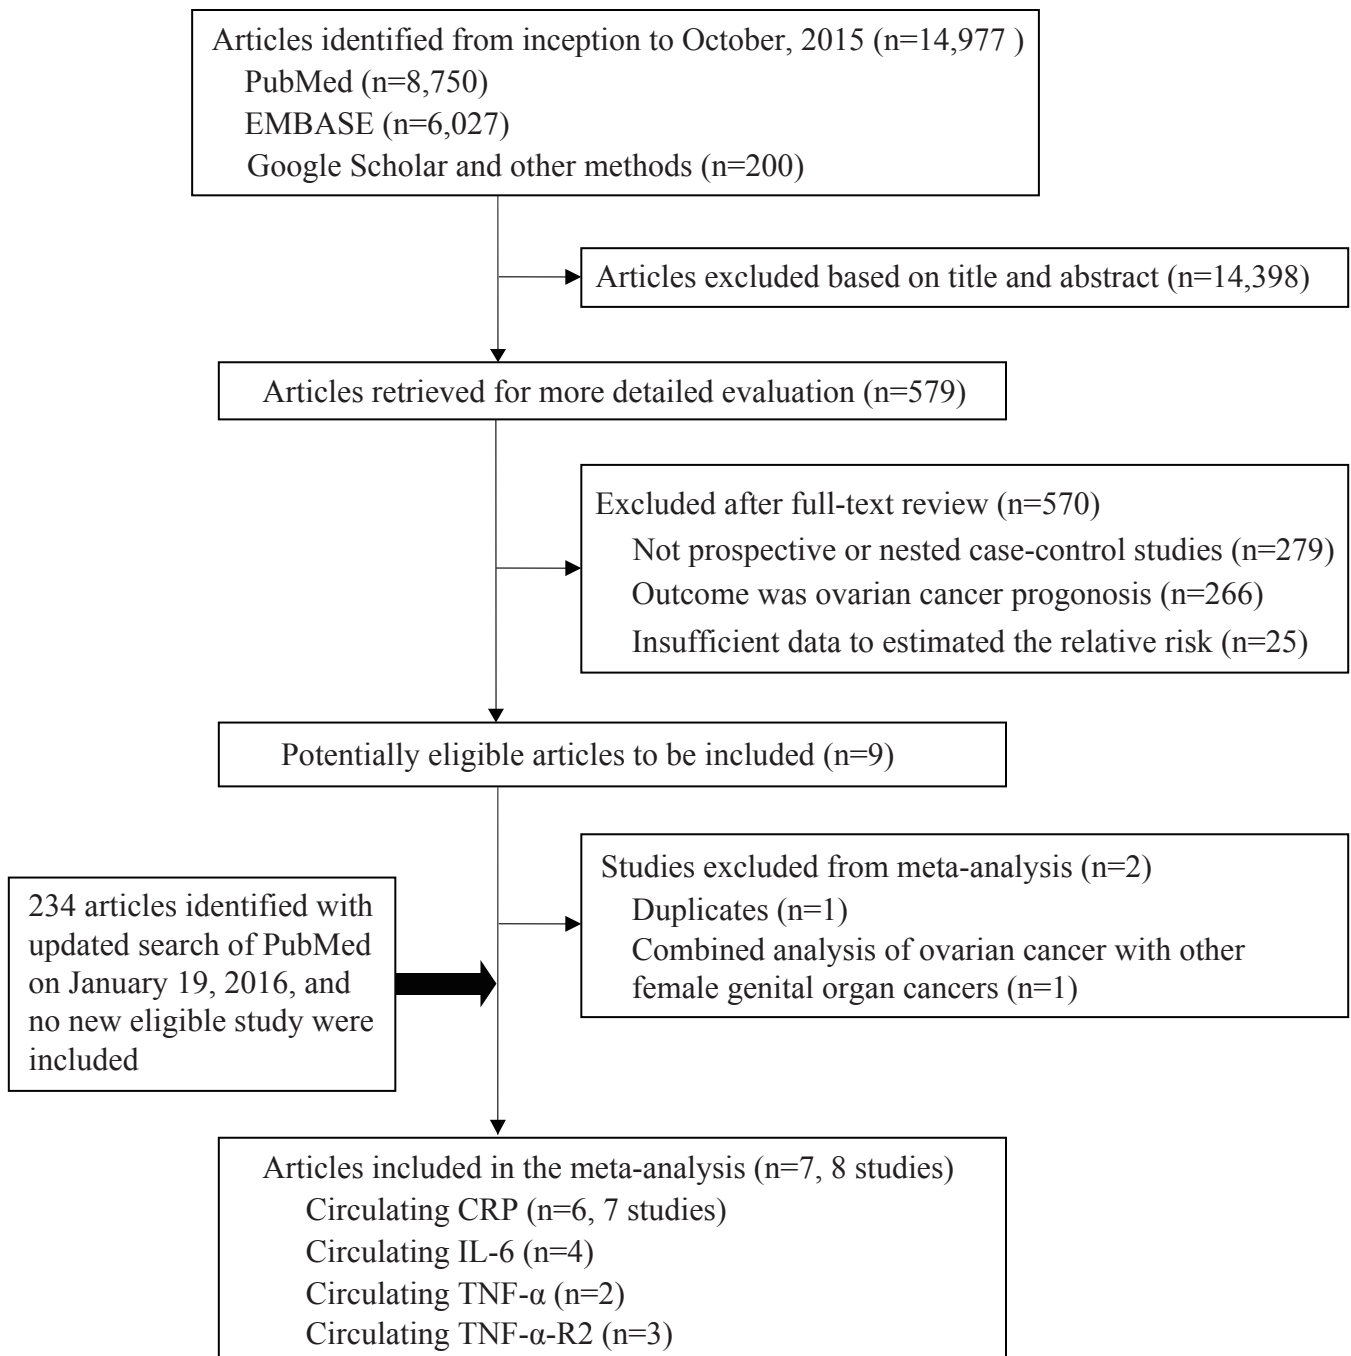 Articles identified from inception to October, 2015 (n=14,977 )
PubMed (n=8,750)
EMBASE (n=6,027)
Google Scholar and other methods (n=200)
Articles excluded based on title and abstract (n=14,398)
Articles retrieved for more detailed evaluation (n=579)
Excluded after full-text review (n=570)
Not prospective or nested case-control studies (n=279)
Outcome was ovarian cancer progonosis (n=266)
Insufficient data to estimated the relative risk (n=25)
Potentially eligible articles to be included (n=9)
Studies excluded from meta-analysis (n=2)
Duplicates (n=1)
Combined analysis of ovarian cancer with other
female genital organ cancers (n=1)
234 articles identified with
updated search of PubMed
on January 19, 2016, and
no new eligible study were
included
Articles included in the meta-analysis (n=7, 8 studies)
Circulating CRP (n=6, 7 studies)
Circulating IL-6 (n=4)
Circulating TNF-α (n=2)
Circulating TNF-α-R2 (n=3)